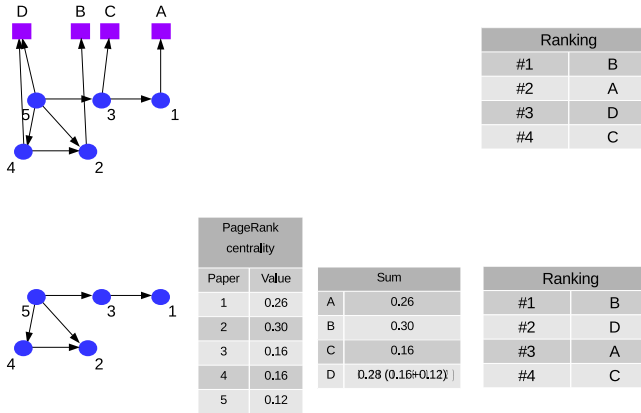 D B C A
5 3 1
4 2
Ranking
#1 B
#2 A
#3 D
#4 C
5 3 1
4 2
PageRank
centrality
Paper Value
1 0.26
2 0.30
3 0.16
4 0.16
5 0.12
Sum
A 0.26
B 0.30
C 0.16
D 0.28 (0.16+0.12)
Ranking
#1 B
#2 D
#3 A
#4 C